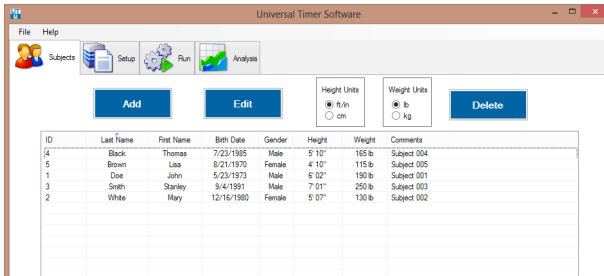 Universal Timer Software
File Help
Subjects Setup Run Analysis
Add Edit Delete
Height Units
ft/in
cm
Weight Units
lb
kg
ID Last Name First Name Birth Date Gender Height Weight Comments
4 Black Thomas 7/23/1985 Male 5' 10" 165 lb Subject 004
5 Brown Lisa 8/21/1970 Female 4' 10" 115 lb Subject 005
1 Doe John 5/23/1973 Male 6' 02" 190 lb Subject 001
3 Smith Stanley 9/4/1991 Male 7' 01" 250 lb Subject 003
2 White Mary 12/16/1980 Female 5' 07" 130 lb Subject 002